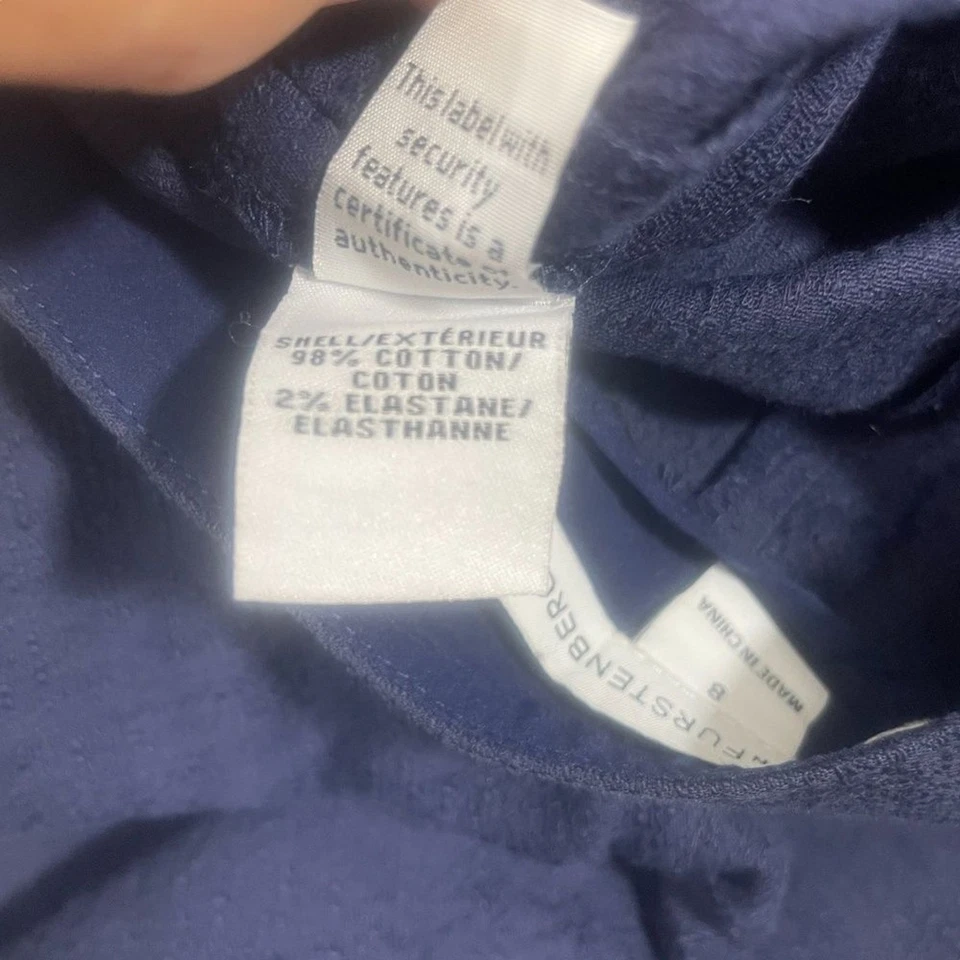 This label with
security
features is a
certificate of
authenticity.
SHELL/EXTÉRIEUR
98% COTTON/
COTON
2% ELASTANE/
ELASTHANNE
FURSTENBERG
8
MADE IN CHINA